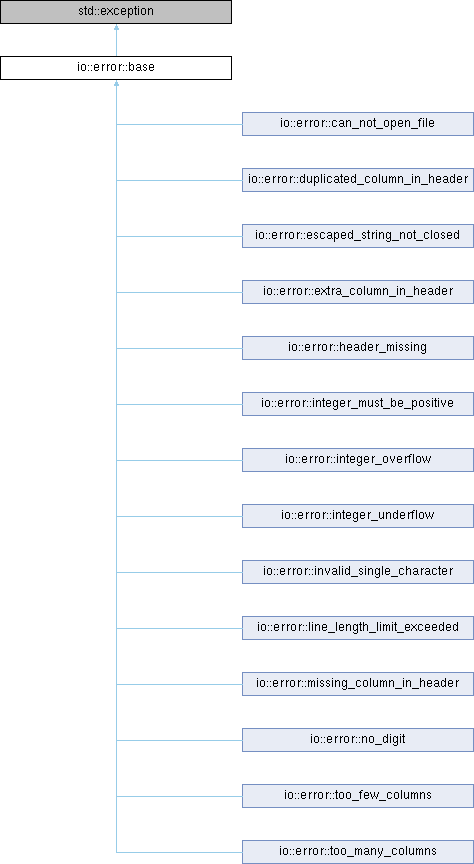 std::exception
io::error::base
io::error::can_not_open_file
io::error::duplicated_column_in_header
io::error::escaped_string_not_closed
io::error::extra_column_in_header
io::error::header_missing
io::error::integer_must_be_positive
io::error::integer_overflow
io::error::integer_underflow
io::error::invalid_single_character
io::error::line_length_limit_exceeded
io::error::missing_column_in_header
io::error::no_digit
io::error::too_few_columns
io::error::too_many_columns